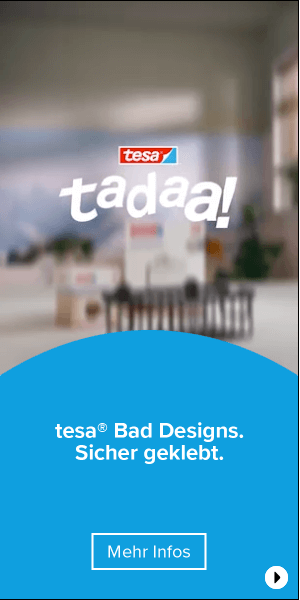 tesa
tadaa!
tesa® Bad Designs.
Sicher geklebt.
Mehr Infos